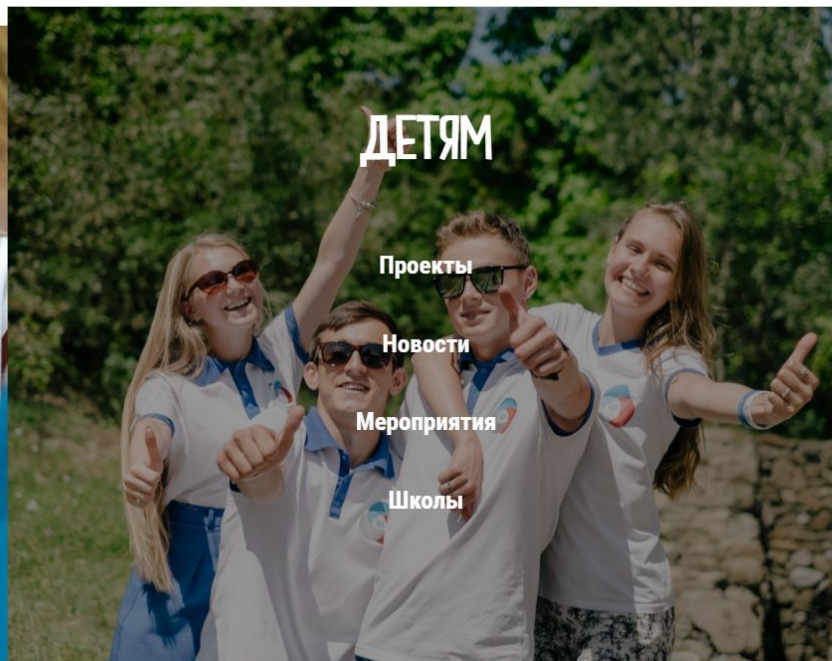 ДЕТЯМ
Проекты
Новости
Мероприятия
Школы